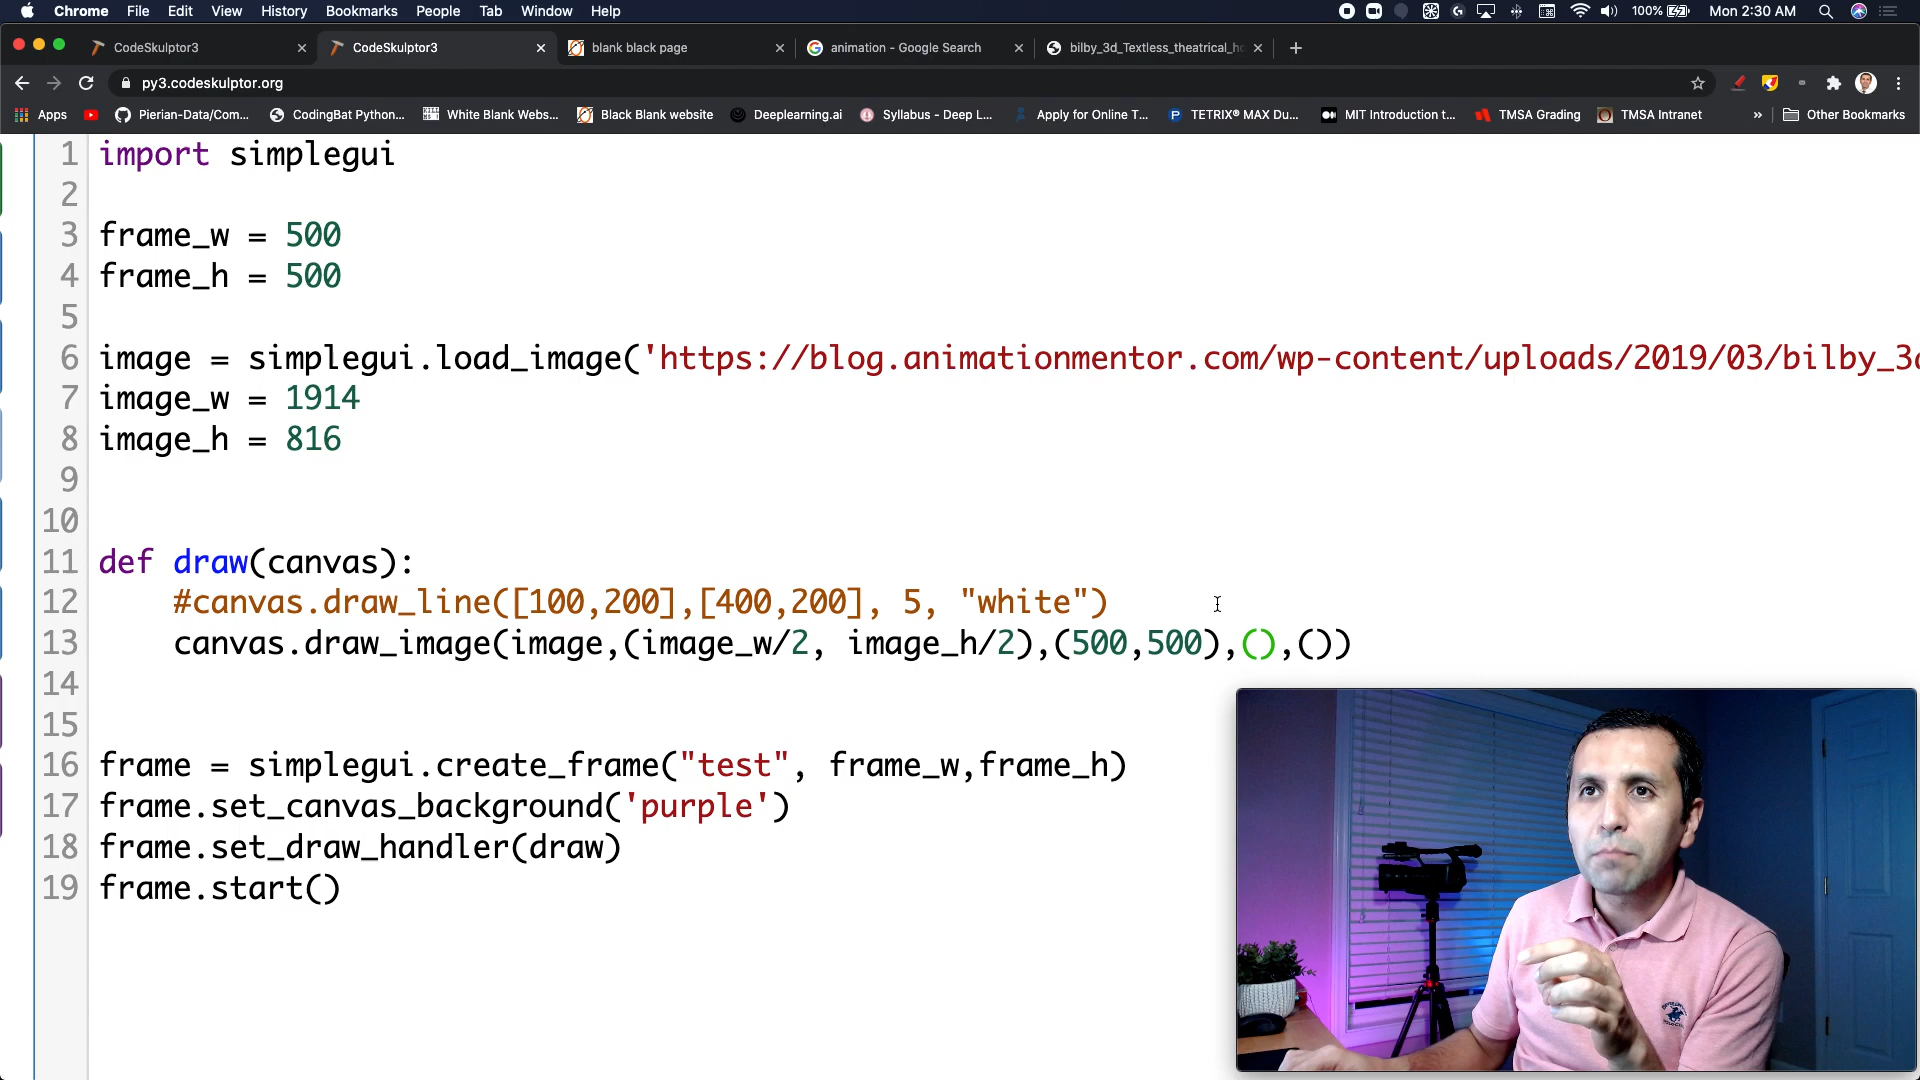 Chrome File Edit View History Bookmarks People Tab Window Help 100% Mon 2:30 AM
CodeSkulptor3 CodeSkulptor3 blank black page animation - Google Search bilby_3d_Textless_theatrical_ho
py3.codeskulptor.org
Apps Pierian-Data/Com... CodingBat Python... White Blank Webs... Black Blank website Deeplearning.ai Syllabus - Deep L... Apply for Online T... TETRIX® MAX Du... MIT Introduction t... TMSA Grading TMSA Intranet » Other Bookmarks
1 import simplegui
2
3 frame_w = 500
4 frame_h = 500
5
6 image = simplegui.load_image('https://blog.animationmentor.com/wp-content/uploads/2019/03/bilby_3d
7 image_w = 1914
8 image_h = 816
9
10
11 def draw(canvas):
12 #canvas.draw_line([100,200],[400,200], 5, "white")
13 canvas.draw_image(image,(image_w/2, image_h/2),(500,500),(),())
14
15
16 frame = simplegui.create_frame("test", frame_w,frame_h)
17 frame.set_canvas_background('purple')
18 frame.set_draw_handler(draw)
19 frame.start()